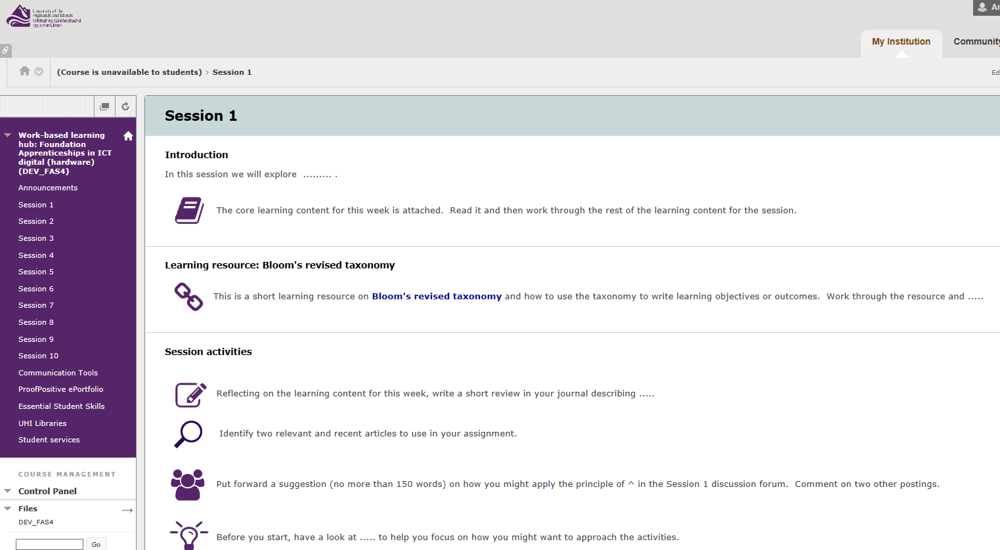 University of the
Highlands and Islands
Oilthigh na Gàidhealtachd
agus nan Eilean
My Institution
Community
(Course is unavailable to students) > Session 1
Work-based learning
hub: Foundation
Apprenticeships in ICT
digital (hardware)
(DEV_FAS4)
Announcements
Session 1
Session 2
Session 3
Session 4
Session 5
Session 6
Session 7
Session 8
Session 9
Session 10
Communication Tools
ProofPositive ePortfolio
Essential Student Skills
UHI Libraries
Student services
COURSE MANAGEMENT
Control Panel
Files
DEV_FAS4
Go
Session 1
Introduction
In this session we will explore ......... .
The core learning content for this week is attached. Read it and then work through the rest of the learning content for the session.
Learning resource: Bloom's revised taxonomy
This is a short learning resource on Bloom's revised taxonomy and how to use the taxonomy to write learning objectives or outcomes. Work through the resource and .....
Session activities
Reflecting on the learning content for this week, write a short review in your journal describing .....
Identify two relevant and recent articles to use in your assignment.
Put forward a suggestion (no more than 150 words) on how you might apply the principle of ^ in the Session 1 discussion forum. Comment on two other postings.
Before you start, have a look at ..... to help you focus on how you might want to approach the activities.